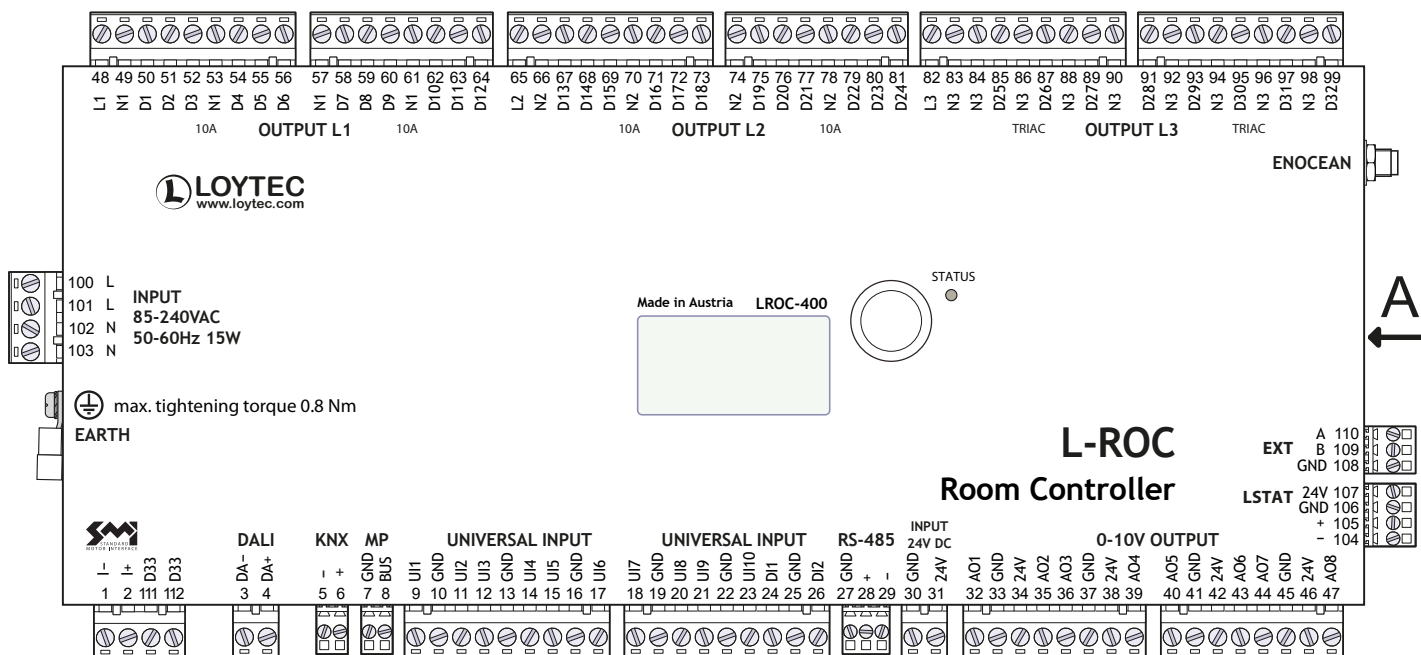 48 49 50 51 52 53 54 55 56 57 58 59 60 61 62 63 64 65 66 67 68 69 70 71 72 73 74 75 76 77 78 79 80 81 82 83 84 85 86 87 88 89 90 91 92 93 94 95 96 97 98 99
L1 N1 D1 D2 D3 N1 D4 D5 D6 N1 D7 D8 D9 N1 D10 D11 D12 L2 N2 D13 D14 D15 N2 D16 D17 D18 N2 D19 D20 D21 N2 D22 D23 D24 L3 N3 N3 D25 N3 D26 N3 D27 N3 D28 N3 D29 N3 D30 N3 D31 N3 D32
10A OUTPUT L1 10A 10A OUTPUT L2 10A TRIAC OUTPUT L3 TRIAC
ENOCEAN
L LOYTEC
www.loytec.com
100 L
101 L
102 N
103 N
INPUT
85-240VAC
50-60Hz 15W
STATUS
Made in Austria LROC-400
A
max. tightening torque 0.8 Nm
EARTH
L-ROC
Room Controller
EXT
A 110
B 109
GND 108
LSTAT
24V 107
GND 106
+ 105
– 104
SMI
STANDARD
MOTOR INTERFACE
DALI KNX MP UNIVERSAL INPUT UNIVERSAL INPUT RS-485 INPUT 24V DC 0-10V OUTPUT
I– I+ D33 D33 DA– DA+ – + GND BUS UI1 GND UI2 UI3 GND UI4 UI5 GND UI6 UI7 GND UI8 UI9 GND UI10 DI1 GND DI2 GND + – GND 24V AO1 GND 24V AO2 AO3 GND 24V AO4 AO5 GND 24V AO6 AO7 GND 24V AO8
1 2 111 112 3 4 5 6 7 8 9 10 11 12 13 14 15 16 17 18 19 20 21 22 23 24 25 26 27 28 29 30 31 32 33 34 35 36 37 38 39 40 41 42 43 44 45 46 47